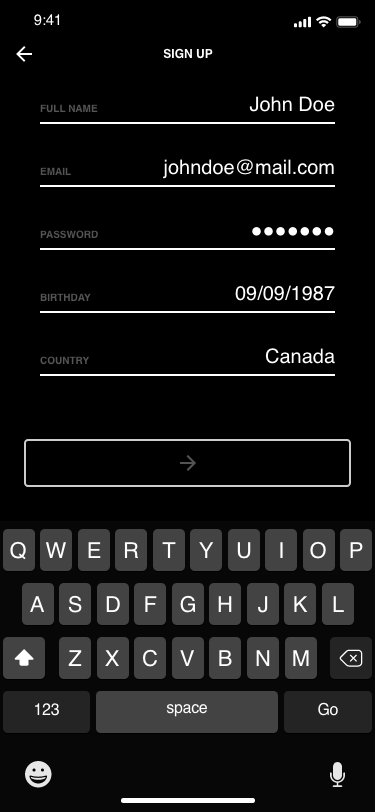 9:41
SIGN UP
FULL NAME John Doe
EMAIL johndoe@mail.com
PASSWORD ●●●●●●●
BIRTHDAY 09/09/1987
COUNTRY Canada
Q W E R T Y U I O P
A S D F G H J K L
Z X C V B N M
123 space Go